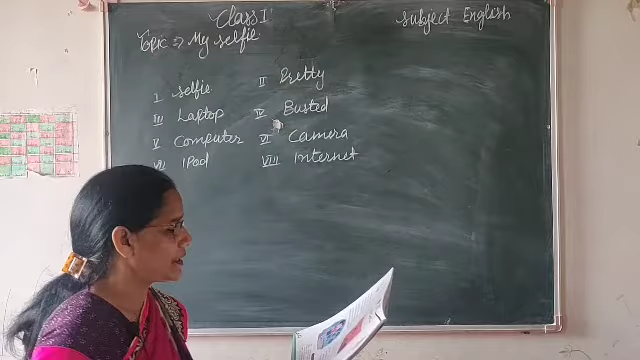 Class I
Subject English
Topic ⇒ My selfie.
I selfie. II Pretty
III Laptop IV Busted
V Computer VI Camera
VII IPod VIII Internet